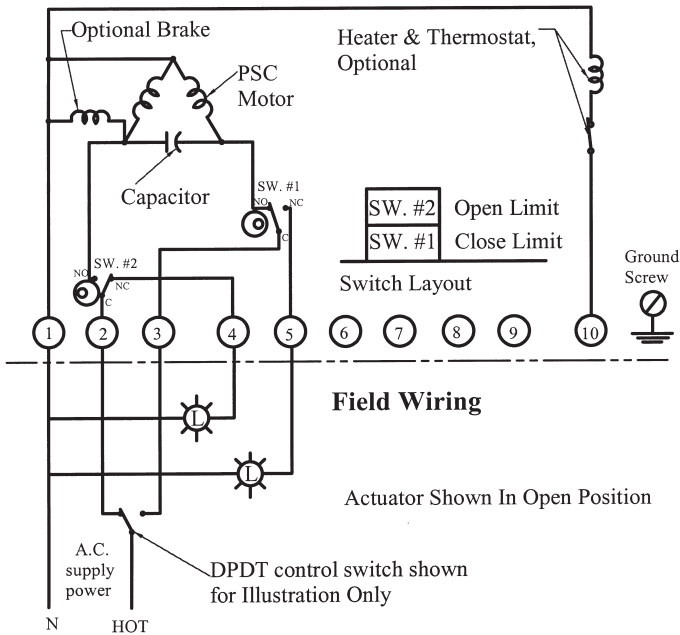 Optional Brake
Heater & Thermostat,
Optional
PSC
Motor
Capacitor
SW. #1
NO
NC
C
SW. #2 Open Limit
SW. #1 Close Limit
Switch Layout
Ground
Screw
SW. #2
NO
NC
C
1 2 3 4 5 6 7 8 9 10
Field Wiring
L
L
Actuator Shown In Open Position
A.C.
supply
power
DPDT control switch shown
for Illustration Only
N
HOT